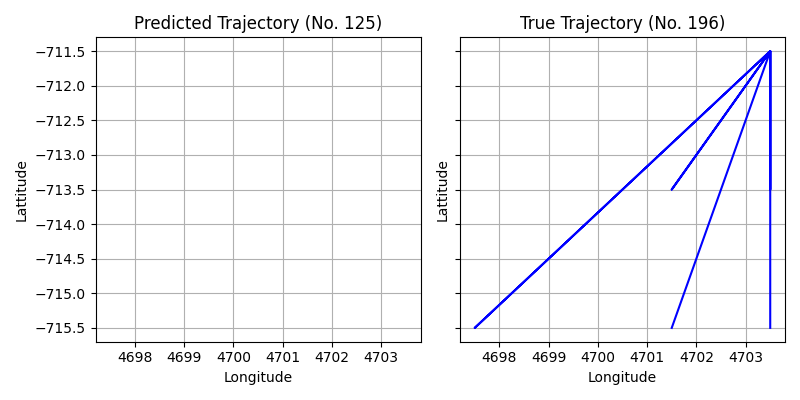 Predicted Trajectory (No. 125)
True Trajectory (No. 196)
−711.5
−712.0
−712.5
−713.0
−713.5
−714.0
−714.5
−715.0
−715.5
Lattitude
Lattitude
4698 4699 4700 4701 4702 4703
4698 4699 4700 4701 4702 4703
Longitude
Longitude